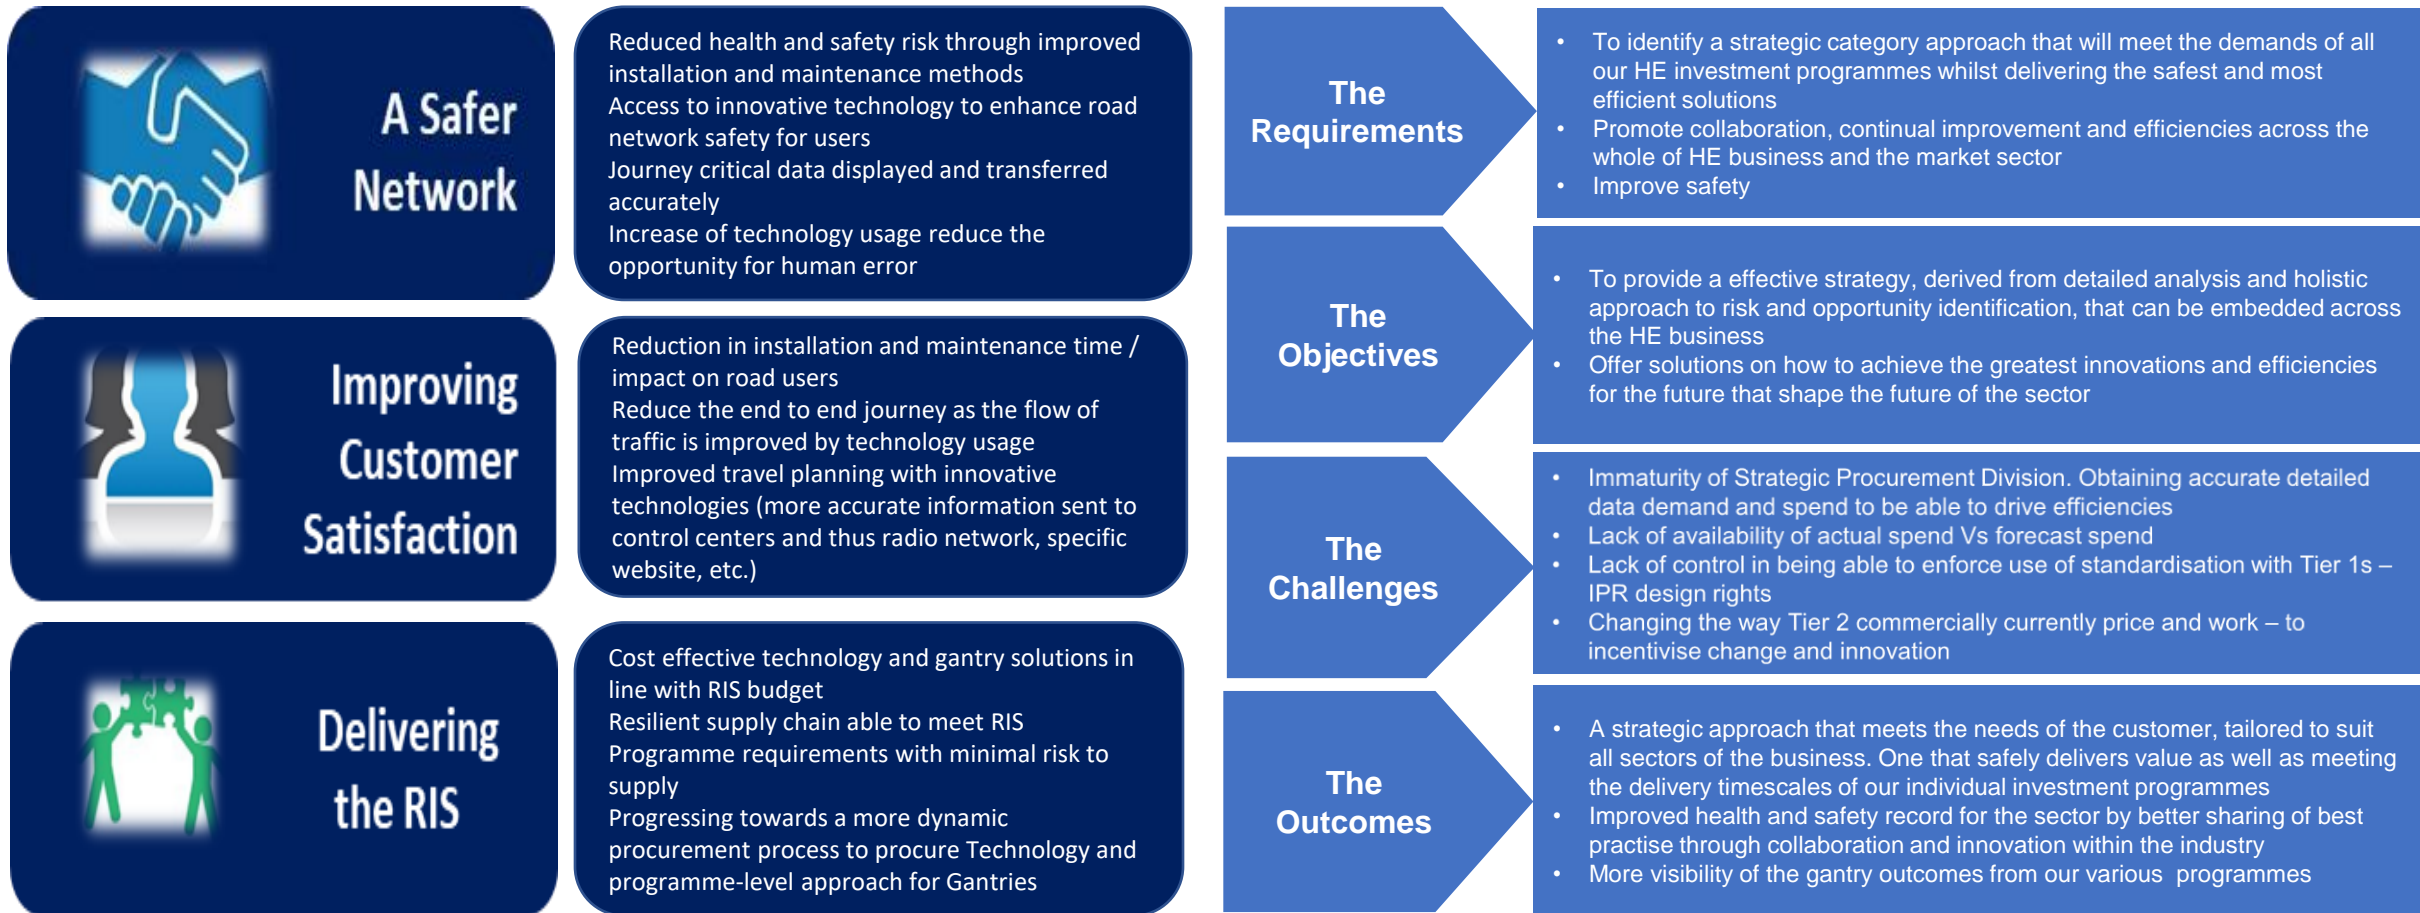 A Safer
Network
Reduced health and safety risk through improved
installation and maintenance methods
Access to innovative technology to enhance road
network safety for users
Journey critical data displayed and transferred
accurately
Increase of technology usage reduce the
opportunity for human error
Improving
Customer
Satisfaction
Reduction in installation and maintenance time /
impact on road users
Reduce the end to end journey as the flow of
traffic is improved by technology usage
Improved travel planning with innovative
technologies (more accurate information sent to
control centers and thus radio network, specific
website, etc.)
Delivering
the RIS
Cost effective technology and gantry solutions in
line with RIS budget
Resilient supply chain able to meet RIS
Programme requirements with minimal risk to
supply
Progressing towards a more dynamic
procurement process to procure Technology and
programme-level approach for Gantries
The
Requirements
• To identify a strategic category approach that will meet the demands of all
our HE investment programmes whilst delivering the safest and most
efficient solutions
• Promote collaboration, continual improvement and efficiencies across the
whole of HE business and the market sector
• Improve safety
The
Objectives
• To provide a effective strategy, derived from detailed analysis and holistic
approach to risk and opportunity identification, that can be embedded across
the HE business
• Offer solutions on how to achieve the greatest innovations and efficiencies
for the future that shape the future of the sector
The
Challenges
• Immaturity of Strategic Procurement Division. Obtaining accurate detailed
data demand and spend to be able to drive efficiencies
• Lack of availability of actual spend Vs forecast spend
• Lack of control in being able to enforce use of standardisation with Tier 1s –
IPR design rights
• Changing the way Tier 2 commercially currently price and work – to
incentivise change and innovation
The
Outcomes
• A strategic approach that meets the needs of the customer, tailored to suit
all sectors of the business. One that safely delivers value as well as meeting
the delivery timescales of our individual investment programmes
• Improved health and safety record for the sector by better sharing of best
practise through collaboration and innovation within the industry
• More visibility of the gantry outcomes from our various programmes